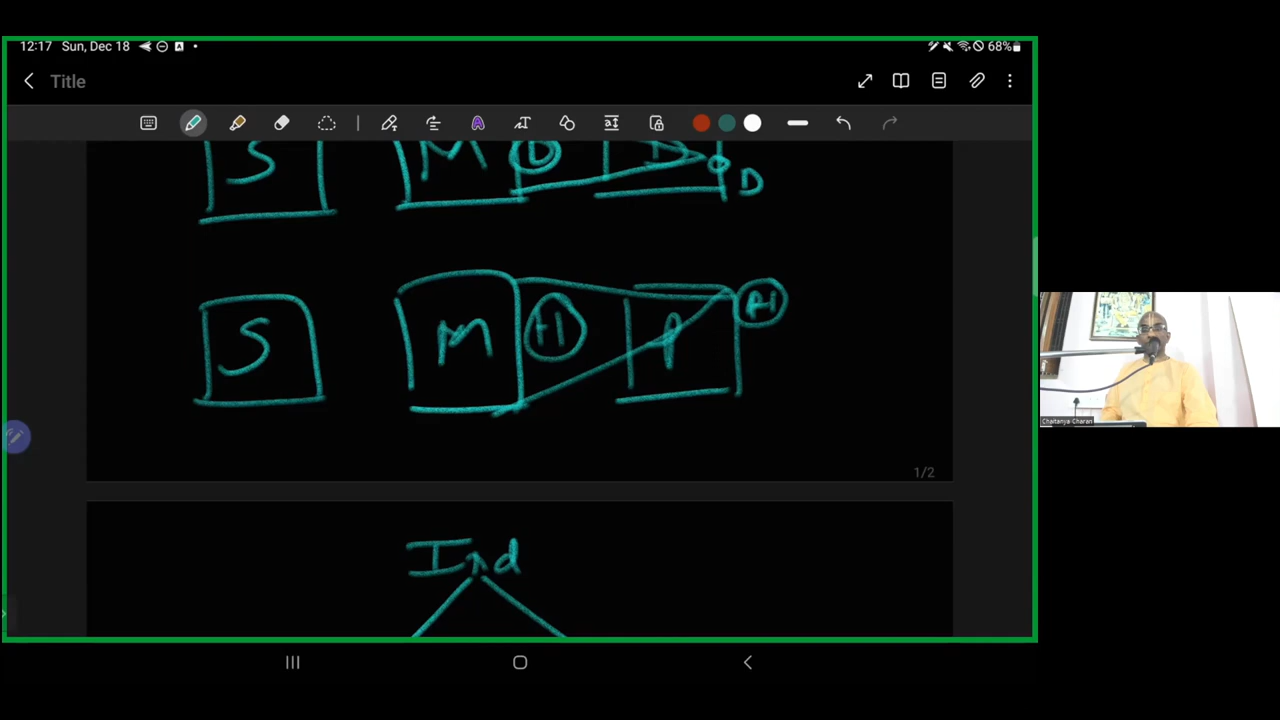 12:17 Sun, Dec 18
68%
Title
S M D D
D
S M H A H
1/2
Ind
Chaitanya Charan